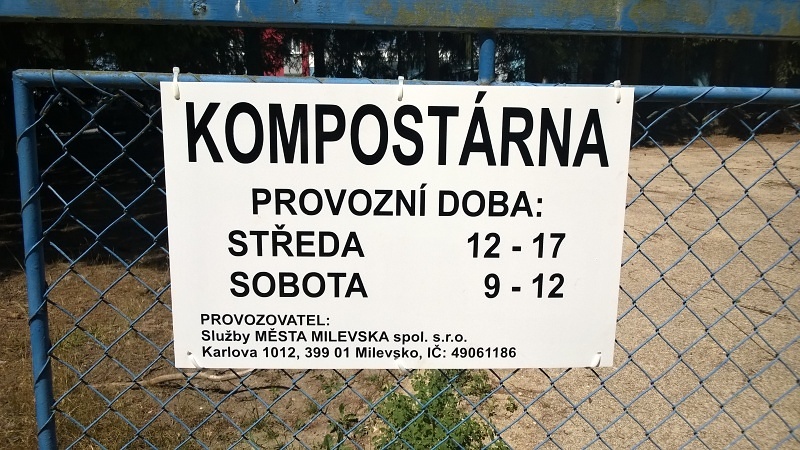 KOMPOSTÁRNA
PROVOZNÍ DOBA:
STŘEDA 12 - 17
SOBOTA 9 - 12
PROVOZOVATEL:
Služby MĚSTA MILEVSKA spol. s.r.o.
Karlova 1012, 399 01 Milevsko, IČ: 49061186